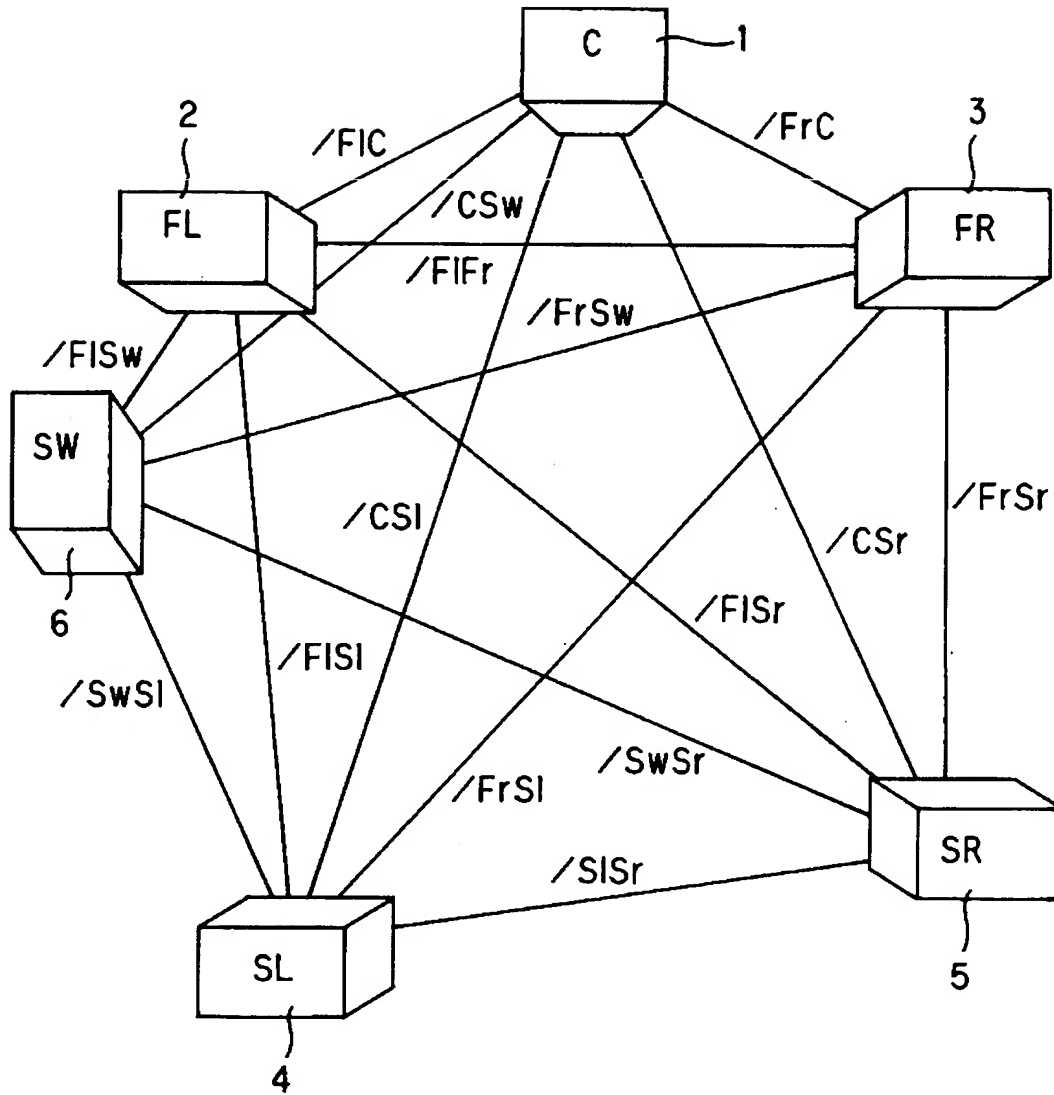 C
1
2
/FlC
/FrC
3
FL
/CSw
FR
/FlFr
/FrSw
/FlSw
SW
/CSl
/FrSr
/CSr
6
/FlSl
/FlSr
/SwSl
/SwSr
/FrSl
SR
/SlSr
SL
5
4